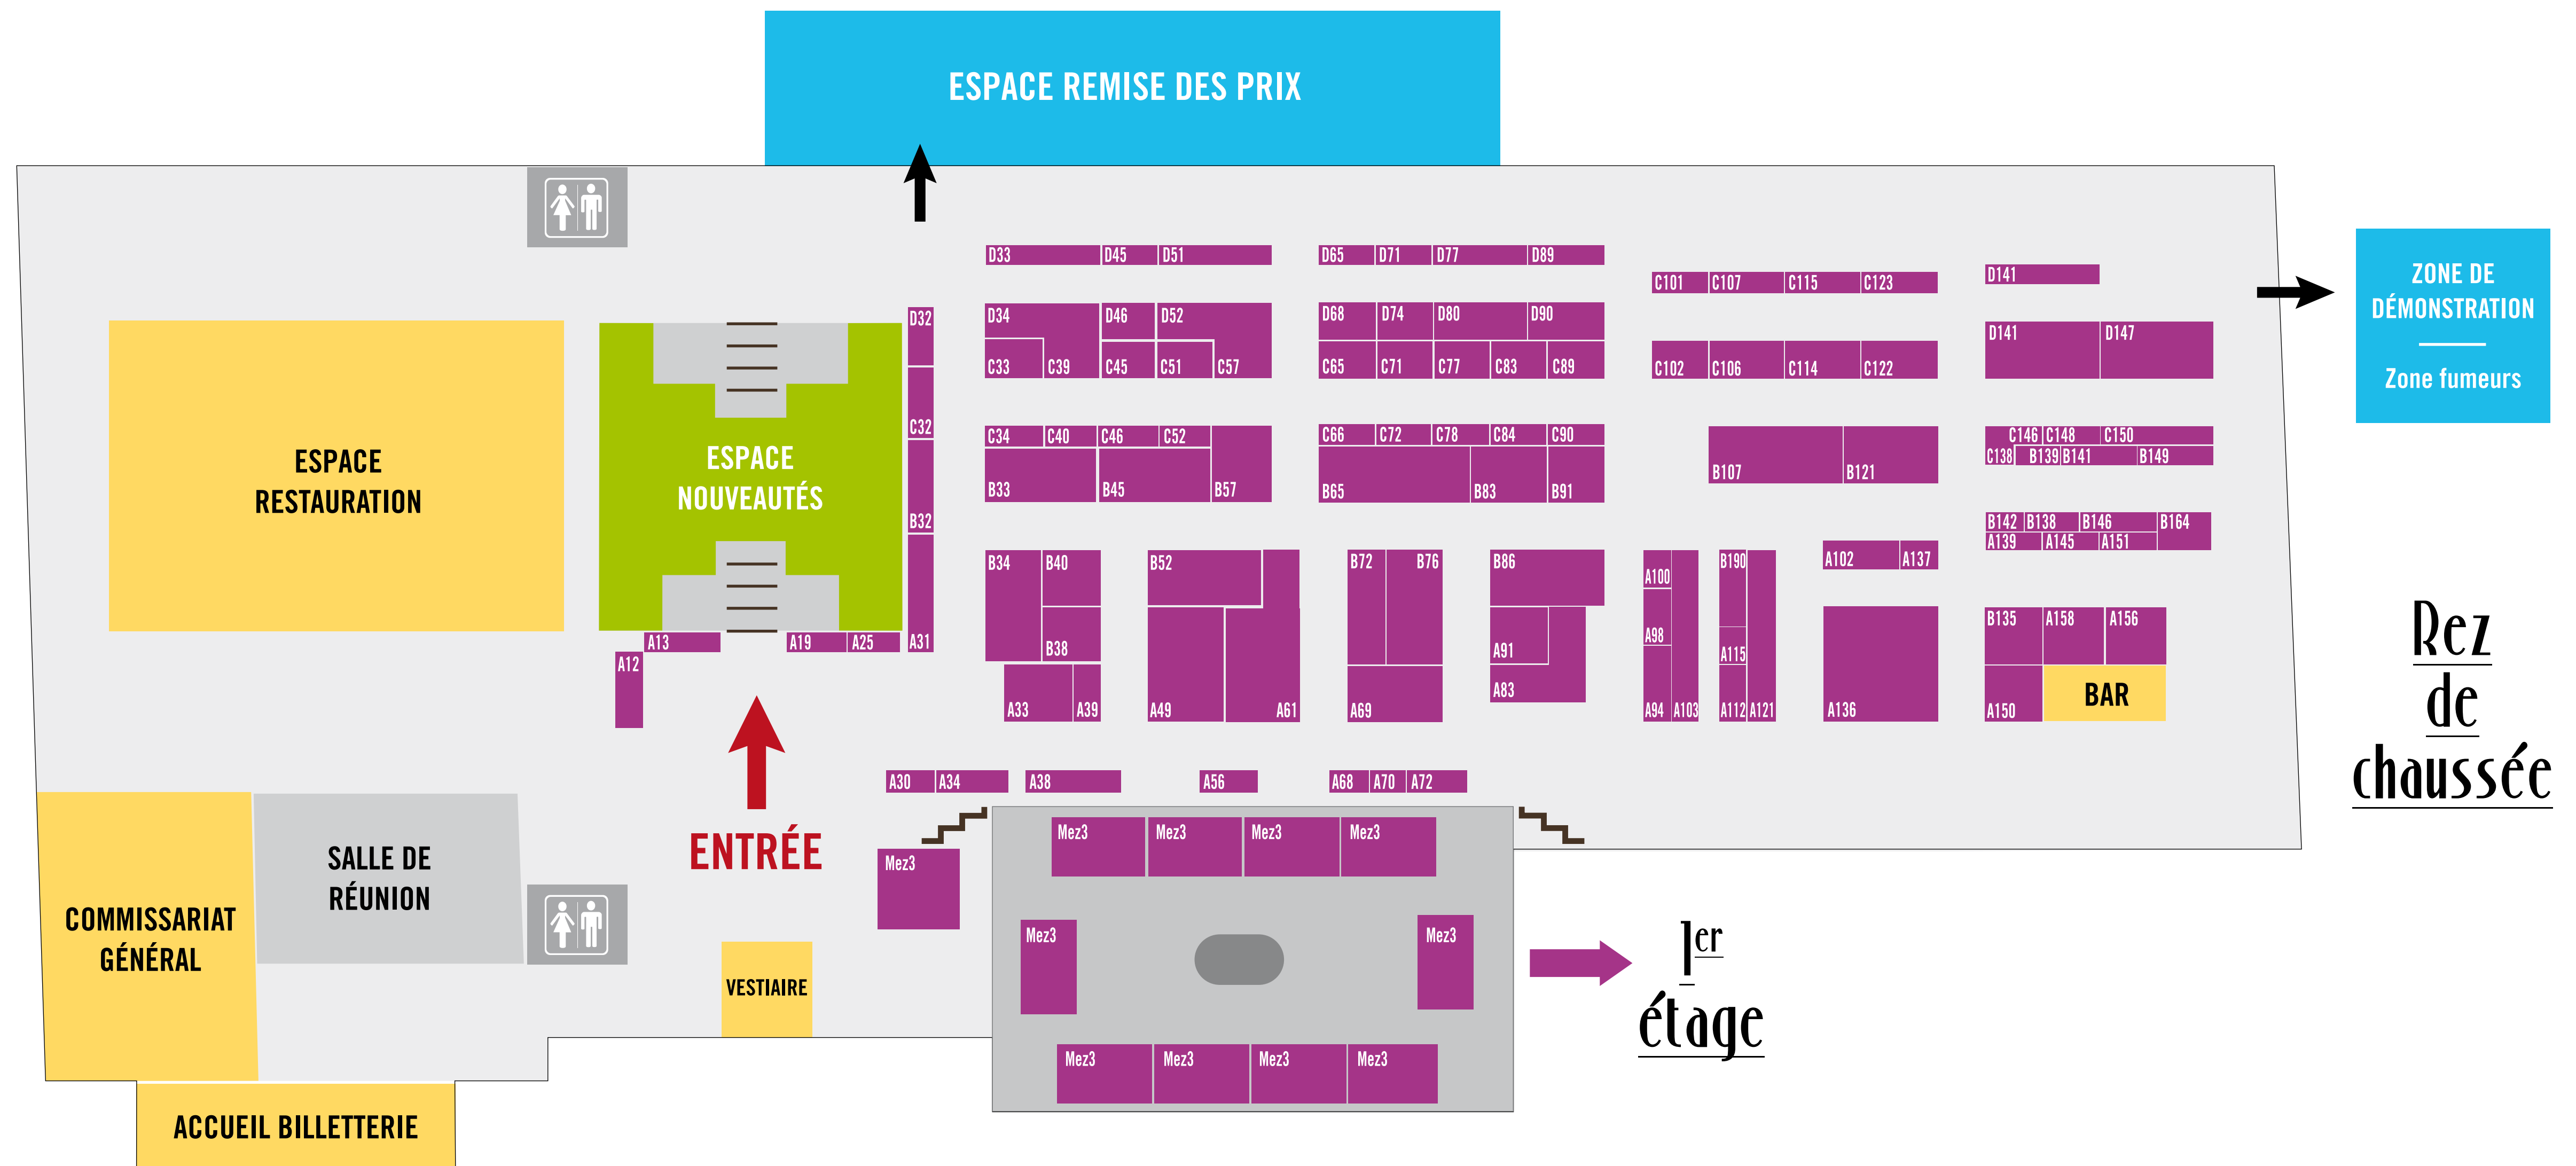 ESPACE REMISE DES PRIX
ZONE DE
DÉMONSTRATION
Zone fumeurs
D33 D45 D51 D65 D71 D77 D89
C101 C107 C115 C123 D141
D32 D34 D46 D52 D68 D74 D80 D90 D141 D147
C33 C39 C45 C51 C57 C65 C71 C77 C83 C89 C102 C106 C114 C122
C32 C34 C40 C46 C52 C66 C72 C78 C84 C90 C146 C148 C150
C138 B139 B141 B149
ESPACE
RESTAURATION
ESPACE
NOUVEAUTÉS
B33 B45 B57 B65 B83 B91 B107 B121
B32 B142 B138 B146 B164
A139 A145 A151
B34 B40 B52 B72 B76 B86 B190 A102 A137
A100
A13 A19 A25 A31 B38 A91 A98 A115 B135 A158 A156
A12 A33 A39 A49 A61 A69 A83 A94 A103 A112 A121 A136 A150
BAR
Rez
de
chaussée
A30 A34 A38 A56 A68 A70 A72
ENTRÉE
Mez3 Mez3 Mez3 Mez3
Mez3
SALLE DE
RÉUNION
COMMISSARIAT
GÉNÉRAL
VESTIAIRE
Mez3 Mez3
1er
étage
Mez3 Mez3 Mez3 Mez3
ACCUEIL BILLETTERIE